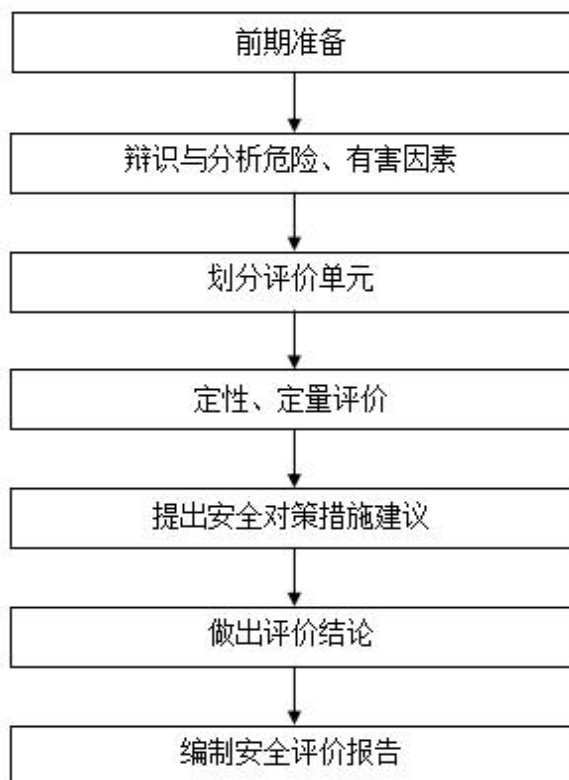 前期准备
辩识与分析危险、有害因素
划分评价单元
定性、定量评价
提出安全对策措施建议
做出评价结论
编制安全评价报告